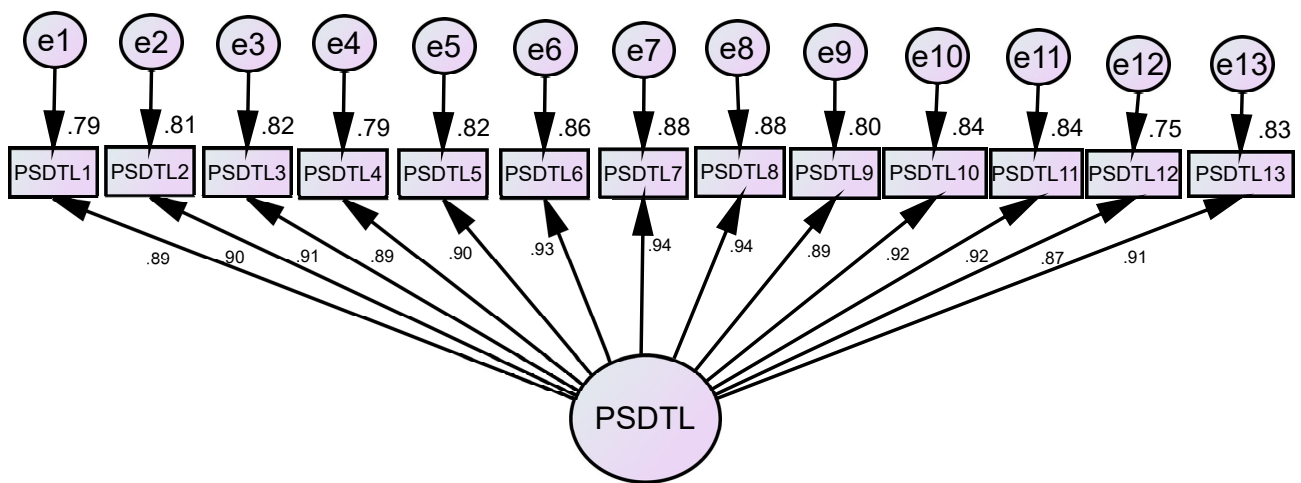 e1 e2 e3 e4 e5 e6 e7 e8 e9 e10 e11 e12 e13
.79 .81 .82 .79 .82 .86 .88 .88 .80 .84 .84 .75 .83
PSDTL1 PSDTL2 PSDTL3 PSDTL4 PSDTL5 PSDTL6 PSDTL7 PSDTL8 PSDTL9 PSDTL10 PSDTL11 PSDTL12 PSDTL13
.89 .90 .91 .89 .90 .93 .94 .94 .89 .92 .92 .87 .91
PSDTL